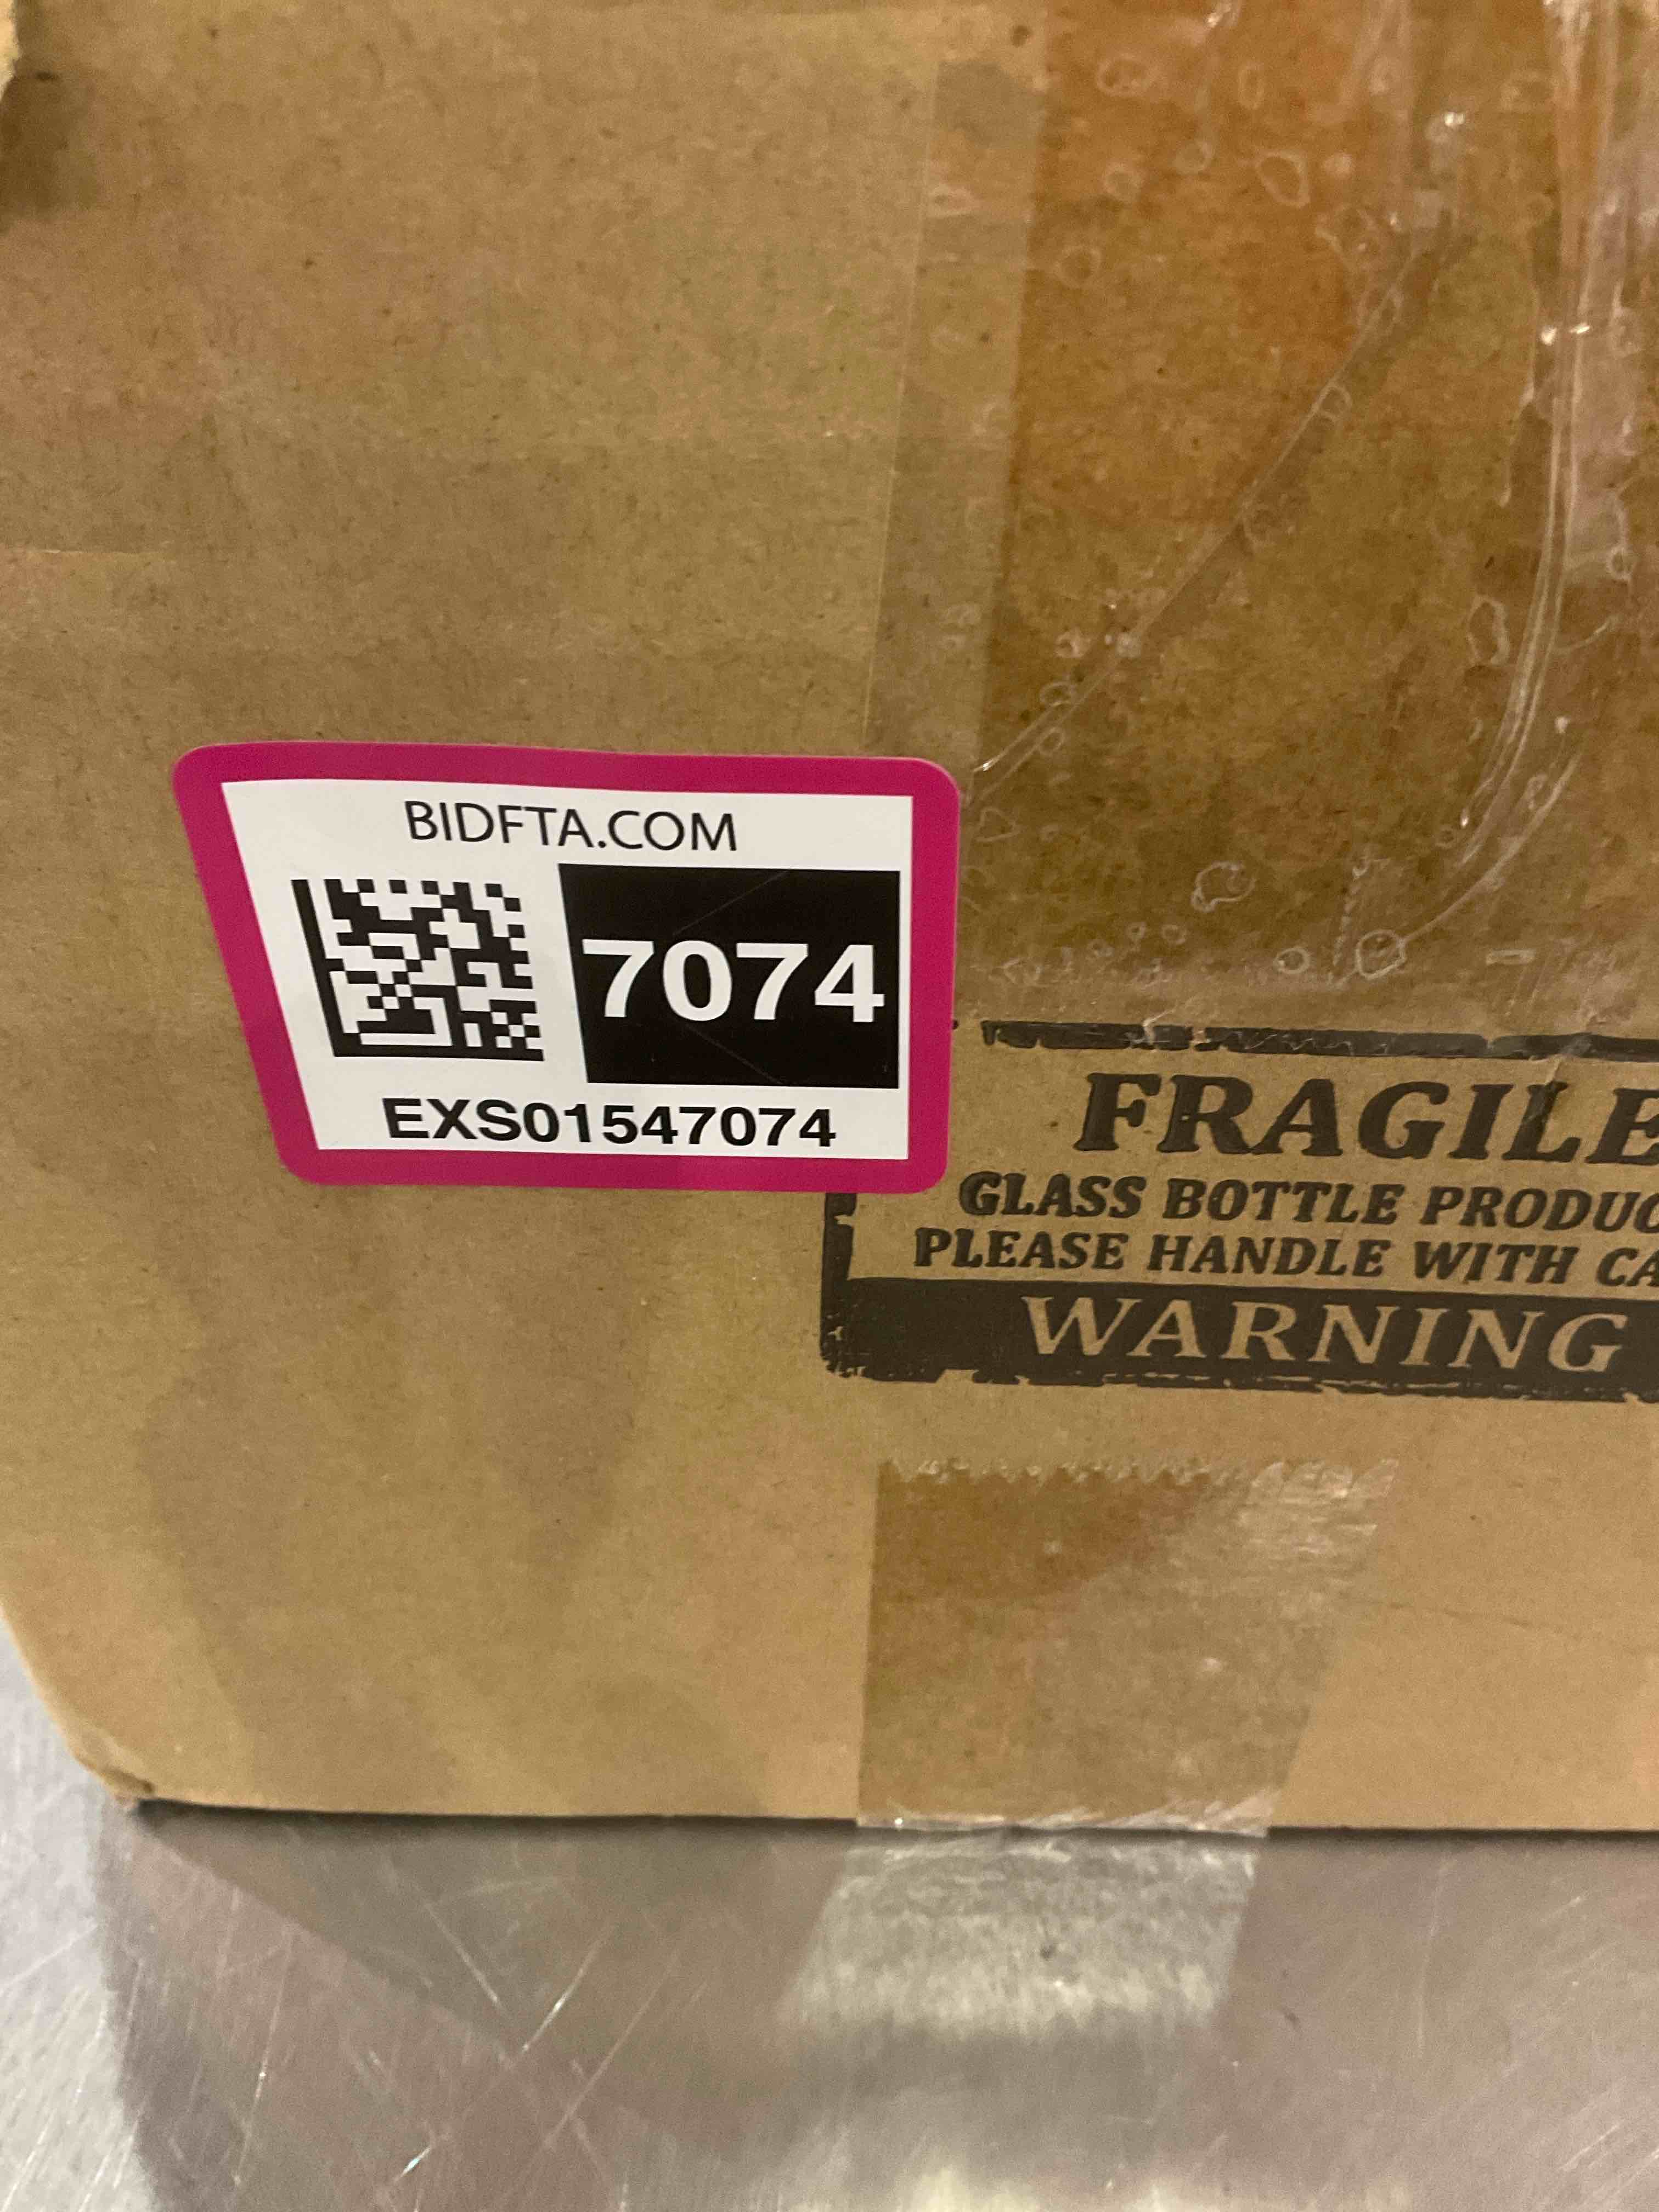 BIDFTA.COM
7074
EXS01547074
FRAGILE
GLASS BOTTLE
PLEASE HANDLE WITH
WARNING